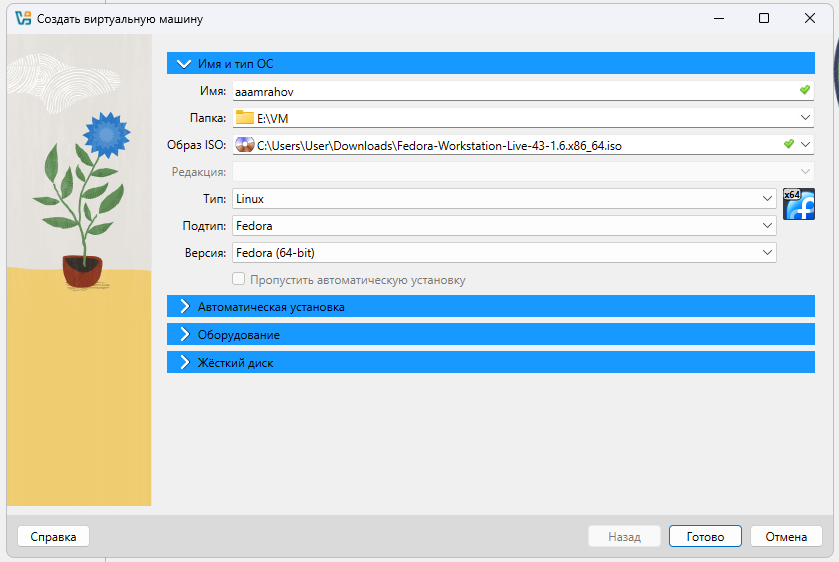 Создать виртуальную машину
Имя и тип ОС
Имя: aaamrahov
Папка: E:\VM
Образ ISO: C:\Users\User\Downloads\Fedora-Workstation-Live-43-1.6.x86_64.iso
Редакция:
Тип: Linux
x64
Подтип: Fedora
Версия: Fedora (64-bit)
Пропустить автоматическую установку
Автоматическая установка
Оборудование
Жёсткий диск
Справка Назад Готово Отмена